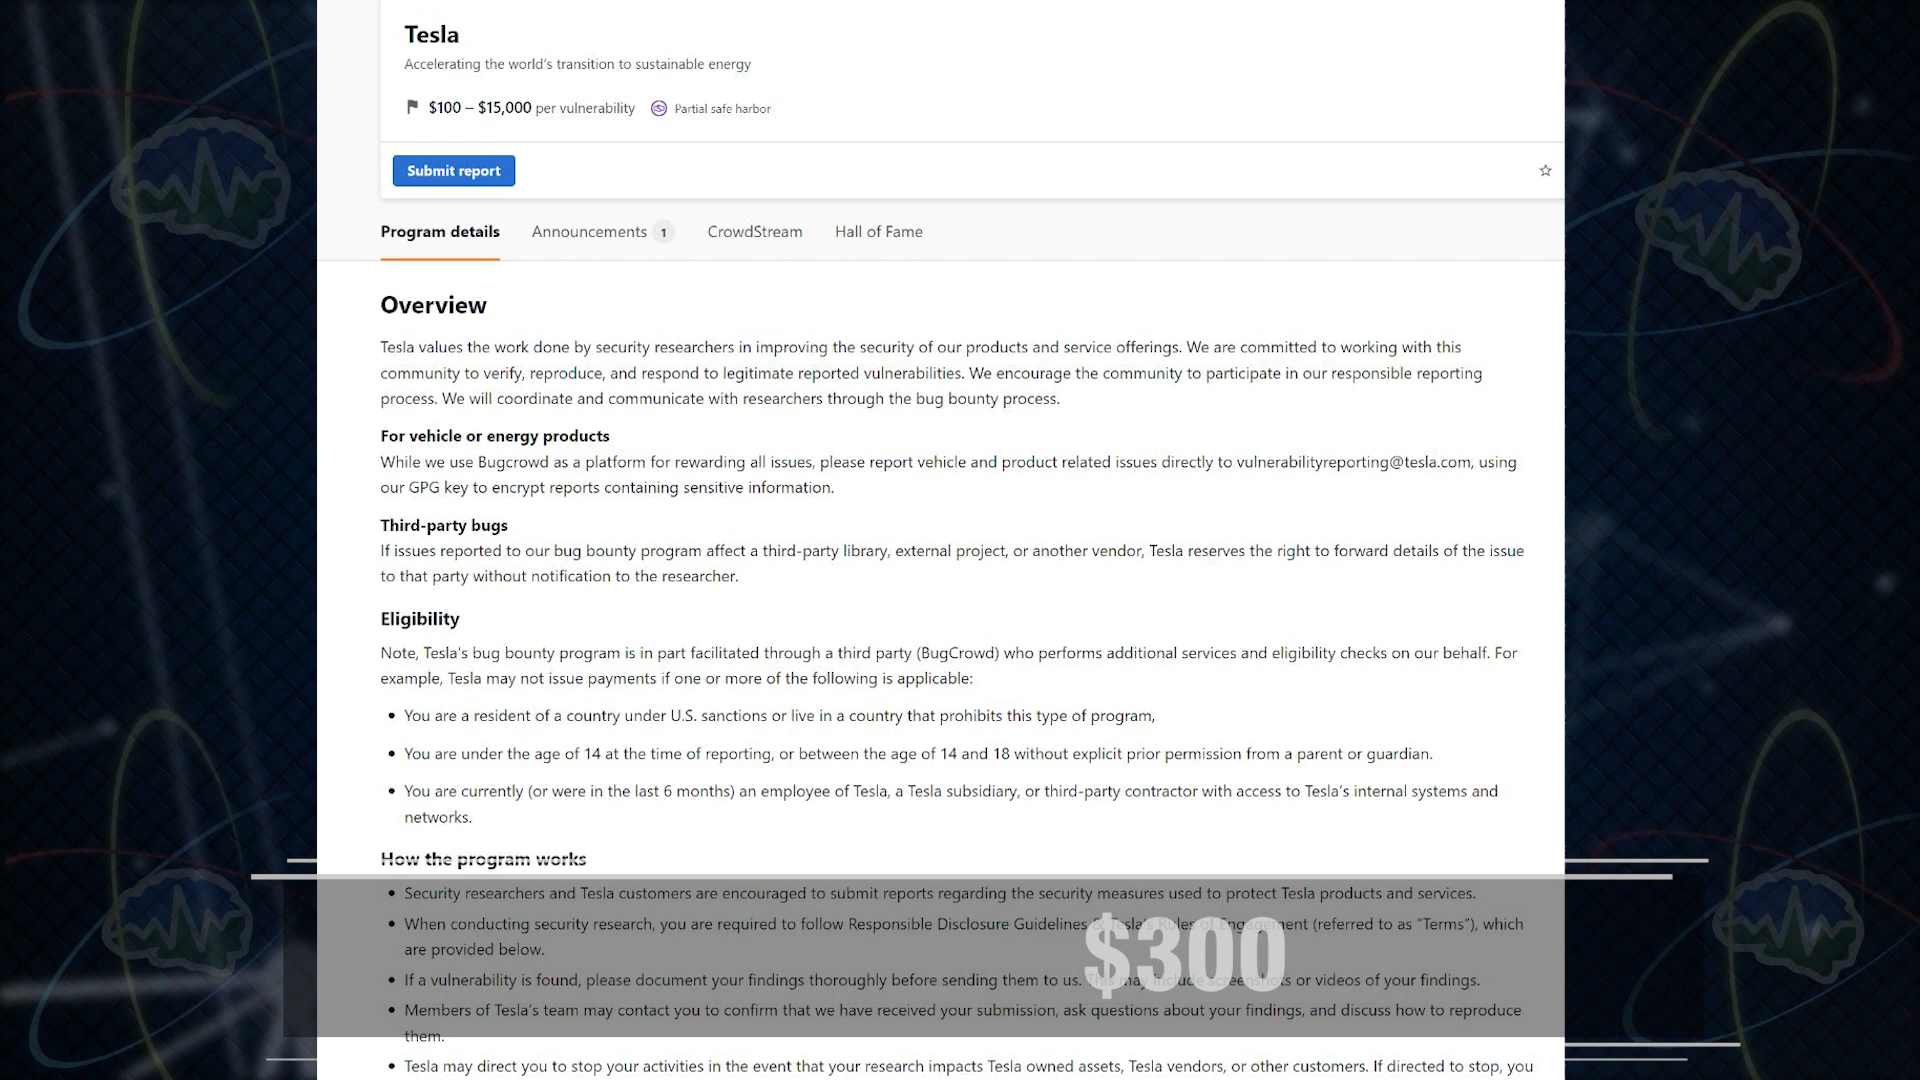 Tesla
Accelerating the world's transition to sustainable energy
$100 – $15,000 per vulnerability Partial safe harbor
Submit report
Program details Announcements 1 CrowdStream Hall of Fame
Overview
Tesla values the work done by security researchers in improving the security of our products and service offerings. We are committed to working with this
community to verify, reproduce, and respond to legitimate reported vulnerabilities. We encourage the community to participate in our responsible reporting
process. We will coordinate and communicate with researchers through the bug bounty process.
For vehicle or energy products
While we use Bugcrowd as a platform for rewarding all issues, please report vehicle and product related issues directly to vulnerabilityreporting@tesla.com, using
our GPG key to encrypt reports containing sensitive information.
Third-party bugs
If issues reported to our bug bounty program affect a third-party library, external project, or another vendor, Tesla reserves the right to forward details of the issue
to that party without notification to the researcher.
Eligibility
Note, Tesla's bug bounty program is in part facilitated through a third party (BugCrowd) who performs additional services and eligibility checks on our behalf. For
example, Tesla may not issue payments if one or more of the following is applicable:
• You are a resident of a country under U.S. sanctions or live in a country that prohibits this type of program,
• You are under the age of 14 at the time of reporting, or between the age of 14 and 18 without explicit prior permission from a parent or guardian.
• You are currently (or were in the last 6 months) an employee of Tesla, a Tesla subsidiary, or third-party contractor with access to Tesla's internal systems and
networks.
How the program works
• Security researchers and Tesla customers are encouraged to submit reports regarding the security measures used to protect Tesla products and services.
• When conducting security research, you are required to follow Responsible Disclosure Guidelines & Tesla's Rules of Engagement (referred to as “Terms”), which
are provided below.
$300
• If a vulnerability is found, please document your findings thoroughly before sending them to us. This may include screenshots or videos of your findings.
• Members of Tesla's team may contact you to confirm that we have received your submission, ask questions about your findings, and discuss how to reproduce
them.
• Tesla may direct you to stop your activities in the event that your research impacts Tesla owned assets, Tesla vendors, or other customers. If directed to stop, you